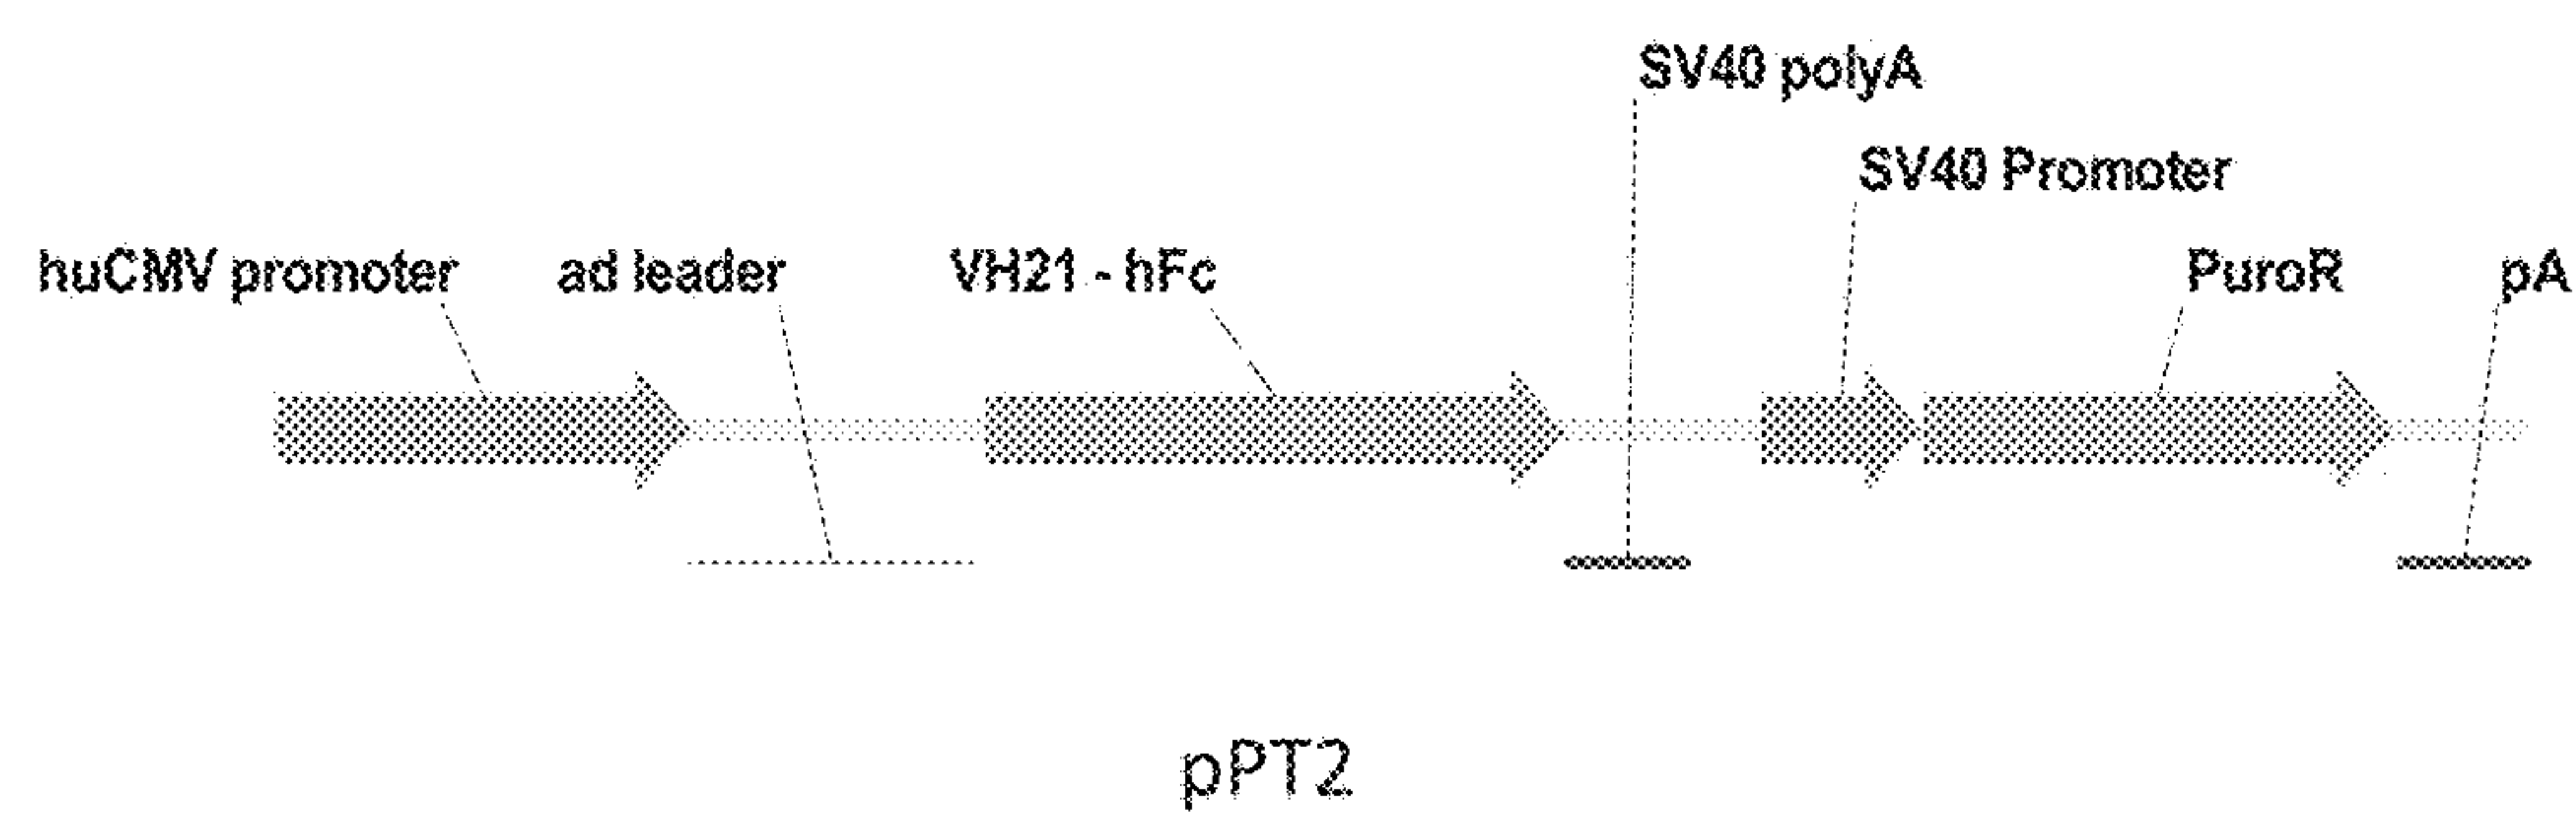 SV40 polyA
SV40 Promoter
huCMV promoter ad leader VH21 - hFc PuroR pA
pPT2